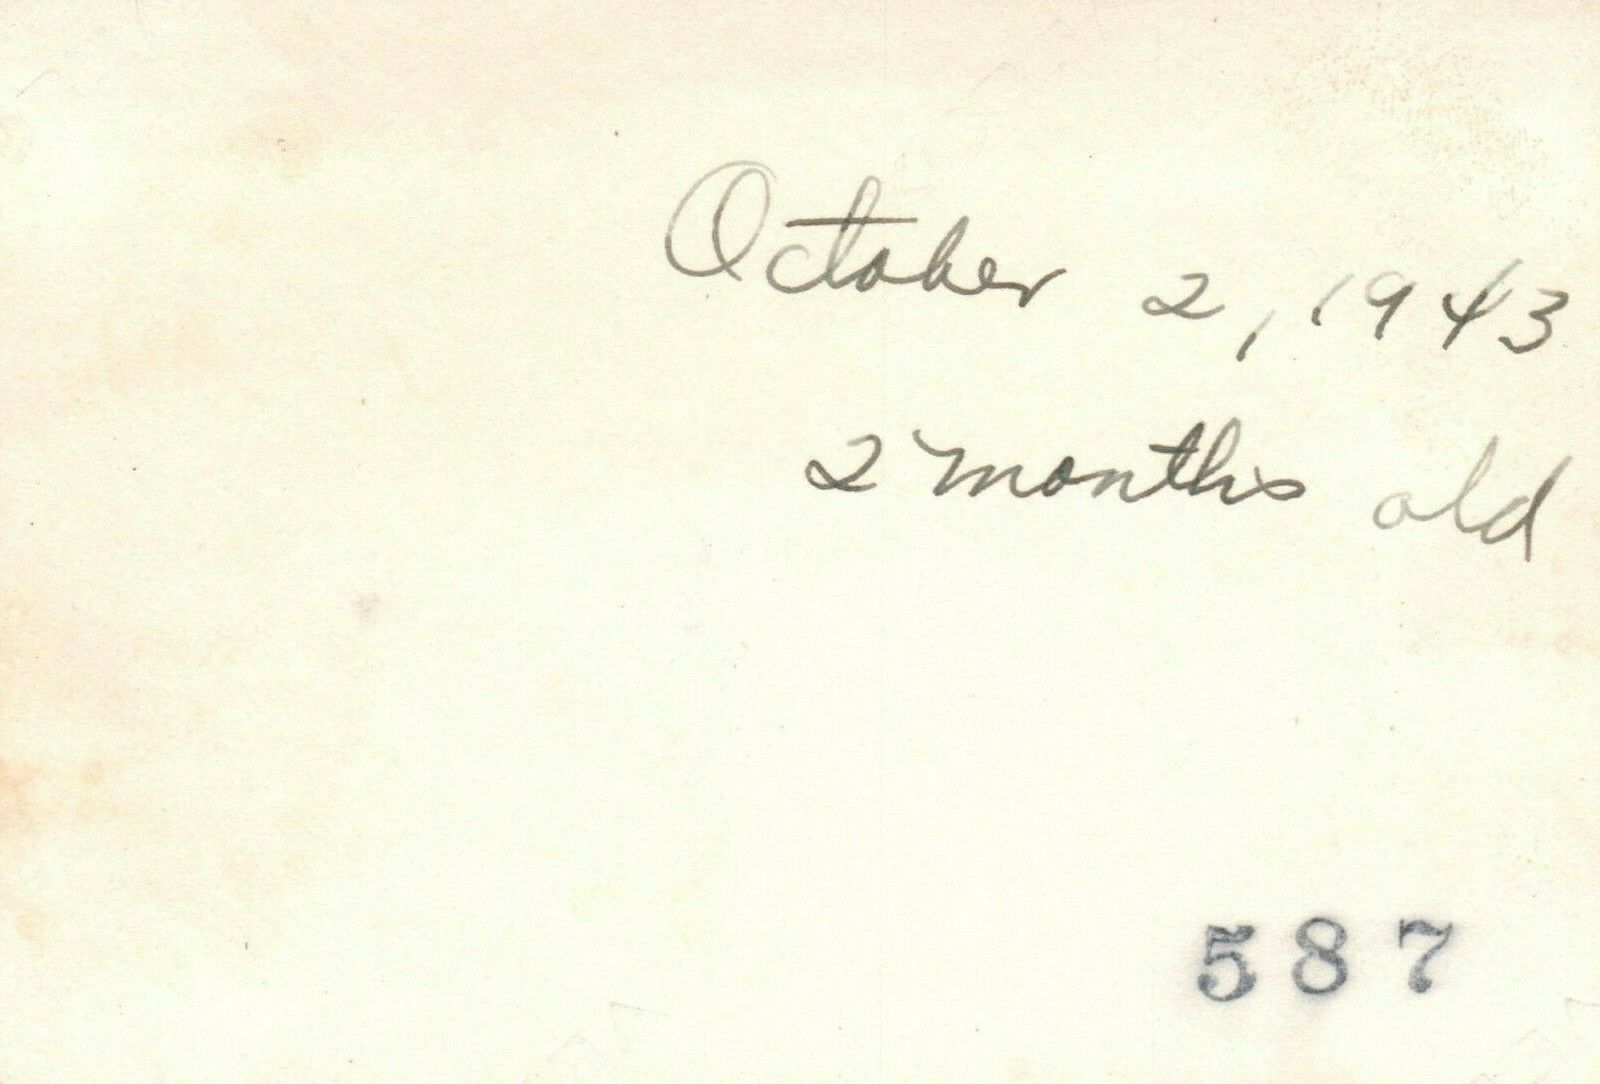 October 2, 1943
2 months old
587